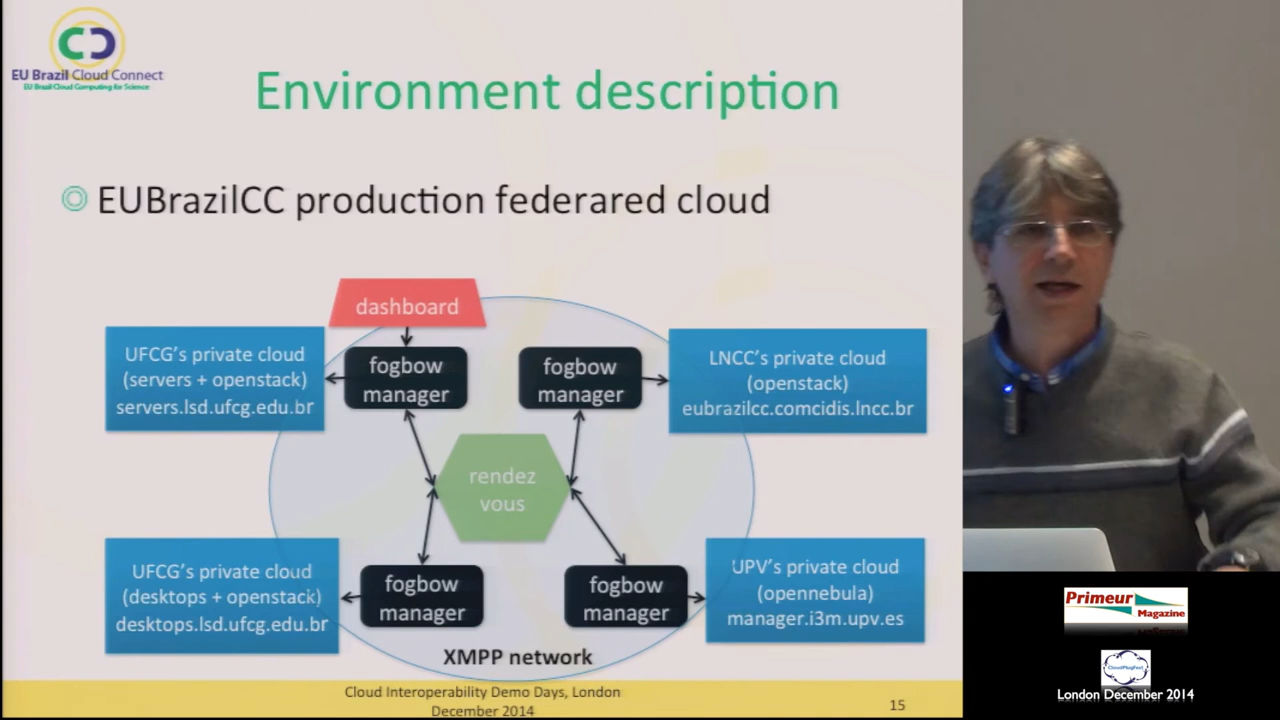 EU Brazil Cloud Connect
EU Brazil Cloud Computing for Science
Environment description
EUBrazilCC production federared cloud
dashboard
UFCG's private cloud
(servers + openstack)
servers.lsd.ufcg.edu.br
fogbow
manager
fogbow
manager
LNCC's private cloud
(openstack)
eubrazilcc.comcidis.lncc.br
rendez
vous
UFCG's private cloud
(desktops + openstack)
desktops.lsd.ufcg.edu.br
fogbow
manager
fogbow
manager
UPV's private cloud
(opennebula)
manager.i3m.upv.es
XMPP network
Cloud Interoperability Demo Days, London
December 2014
15
Primeur
Magazine
CloudPlugFest
London December 2014